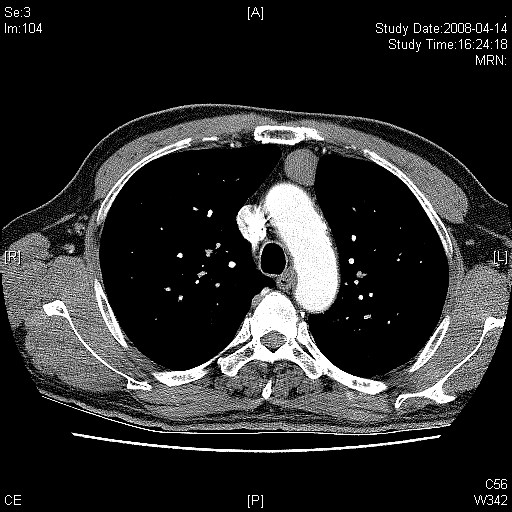 Se:3
Im:104
[A]
Study Date:2008-04-14
Study Time:16:24:18
MRN:
[R]
[L]
CE
[P]
C56
W342